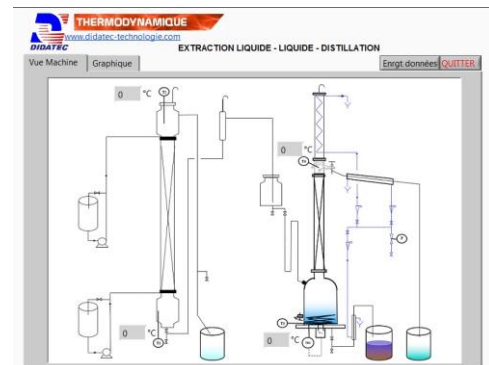 THERMODYNAMIQUE
www.didatec-technologie.com
DIDATEC
EXTRACTION LIQUIDE - LIQUIDE - DISTILLATION
Vue Machine
Graphique
Enrgt données
QUITTER
0 °C
0 °C
0 °C
0 °C